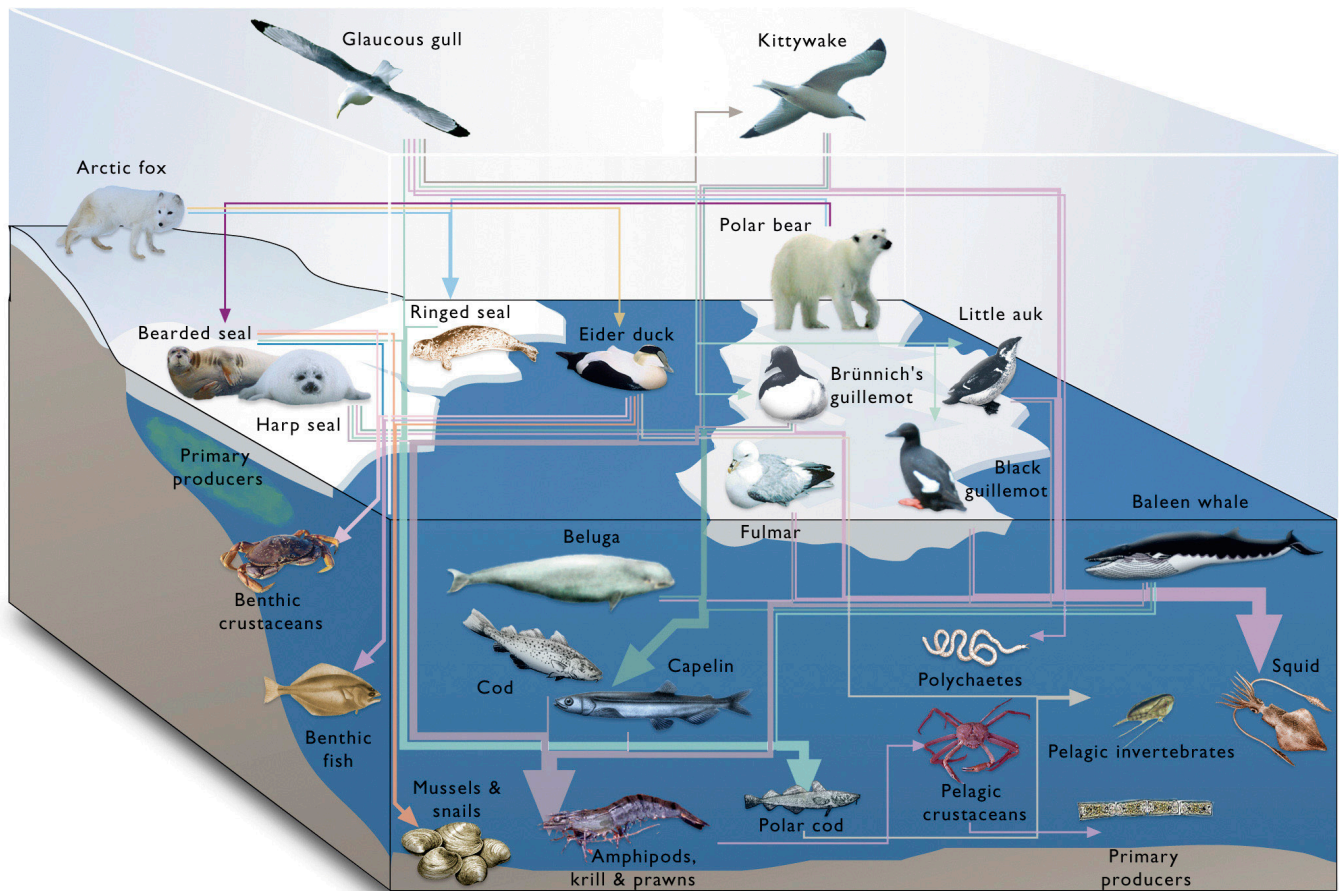 Glaucous gull
Kittywake
Arctic fox
Polar bear
Ringed seal
Little auk
Bearded seal
Eider duck
Brünnich's
guillemot
Harp seal
Primary
producers
Black
guillemot
Baleen whale
Fulmar
Beluga
Benthic
crustaceans
Capelin
Squid
Cod
Polychaetes
Benthic
fish
Pelagic invertebrates
Mussels &
snails
Pelagic
crustaceans
Polar cod
Amphipods,
krill & prawns
Primary
producers